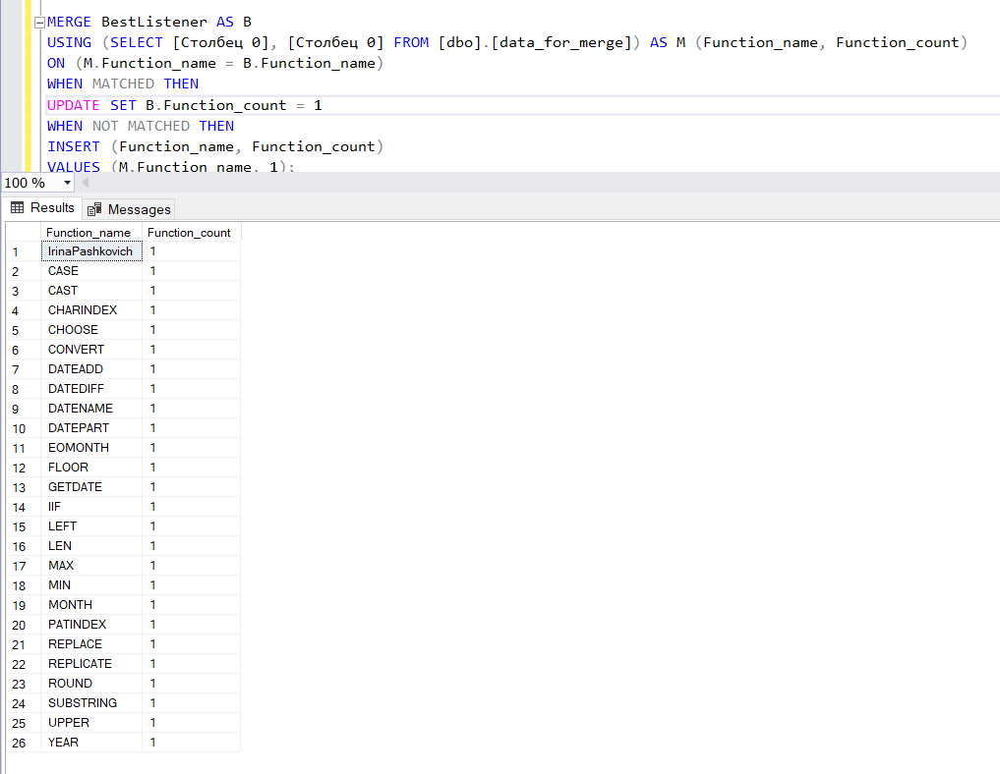 MERGE BestListener AS B
USING (SELECT [Столбец 0], [Столбец 0] FROM [dbo].[data_for_merge]) AS M (Function_name, Function_count)
ON (M.Function_name = B.Function_name)
WHEN MATCHED THEN
UPDATE SET B.Function_count = 1
WHEN NOT MATCHED THEN
INSERT (Function_name, Function_count)
VALUES (M.Function_name, 1);
100 %
Results Messages
Function_name Function_count
1 IrinaPashkovich 1
2 CASE 1
3 CAST 1
4 CHARINDEX 1
5 CHOOSE 1
6 CONVERT 1
7 DATEADD 1
8 DATEDIFF 1
9 DATENAME 1
10 DATEPART 1
11 EOMONTH 1
12 FLOOR 1
13 GETDATE 1
14 IIF 1
15 LEFT 1
16 LEN 1
17 MAX 1
18 MIN 1
19 MONTH 1
20 PATINDEX 1
21 REPLACE 1
22 REPLICATE 1
23 ROUND 1
24 SUBSTRING 1
25 UPPER 1
26 YEAR 1